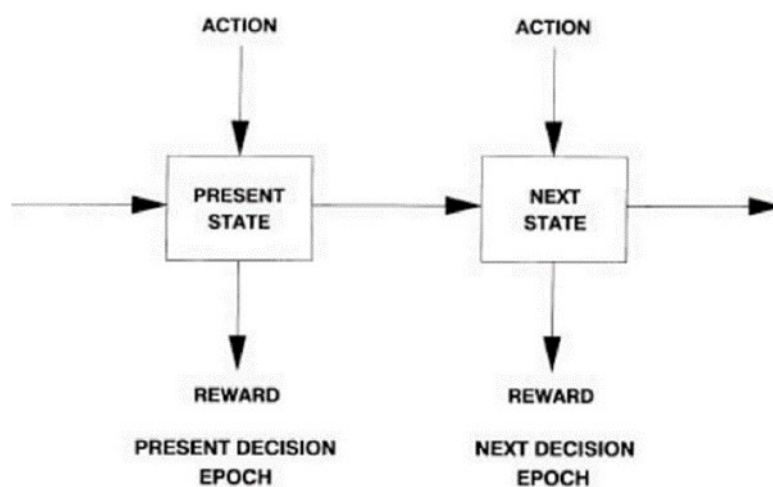 ACTION
ACTION
PRESENT
STATE
NEXT
STATE
REWARD
REWARD
PRESENT DECISION
EPOCH
NEXT DECISION
EPOCH